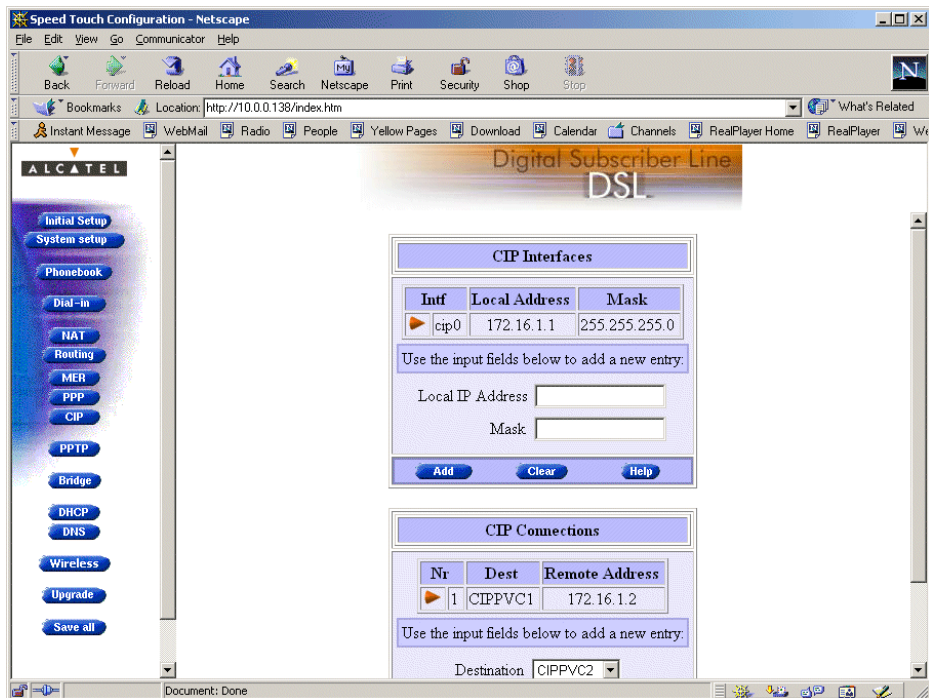 Speed Touch Configuration - Netscape
File Edit View Go Communicator Help
Back Forward Reload Home Search Netscape Print Security Shop Stop
My
N
Bookmarks Location: http://10.0.0.138/index.htm What's Related
Instant Message WebMail Radio People Yellow Pages Download Calendar Channels RealPlayer Home RealPlayer We
ALCATEL
Digital Subscriber Line
DSL
Initial Setup
System setup
Phonebook
Dial-in
NAT
Routing
MER
PPP
CIP
PPTP
Bridge
DHCP
DNS
Wireless
Upgrade
Save all
CIP Interfaces
Intf Local Address Mask
cip0 172.16.1.1 255.255.255.0
Use the input fields below to add a new entry:
Local IP Address
Mask
Add Clear Help
CIP Connections
Nr Dest Remote Address
1 CIPPVC1 172.16.1.2
Use the input fields below to add a new entry:
Destination CIPPVC2
Document: Done